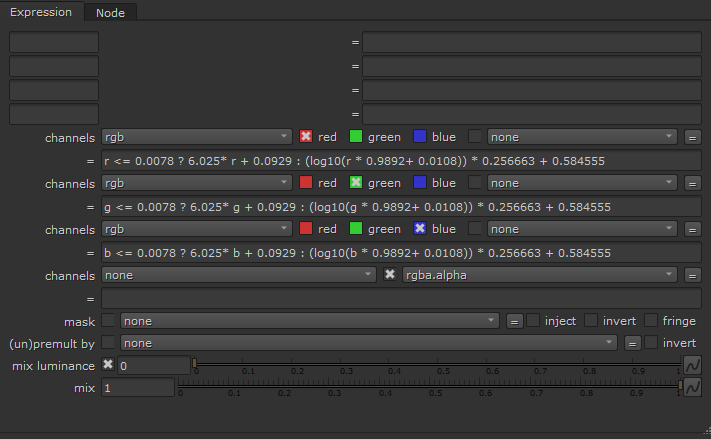 Expression Node
=
=
=
=
channels rgb red green blue none =
= r <= 0.0078 ? 6.025* r + 0.0929 : (log10(r * 0.9892+ 0.0108)) * 0.256663 + 0.584555
channels rgb red green blue none =
= g <= 0.0078 ? 6.025* g + 0.0929 : (log10(g * 0.9892+ 0.0108)) * 0.256663 + 0.584555
channels rgb red green blue none =
= b <= 0.0078 ? 6.025* b + 0.0929 : (log10(b * 0.9892+ 0.0108)) * 0.256663 + 0.584555
channels none rgba.alpha =
=
mask none = inject invert fringe
(un)premult by none = invert
mix luminance 0 0 0.1 0.2 0.3 0.4 0.5 0.6 0.7 0.8 0.9 1
mix 1 0 0.1 0.2 0.3 0.4 0.5 0.6 0.7 0.8 0.9 1